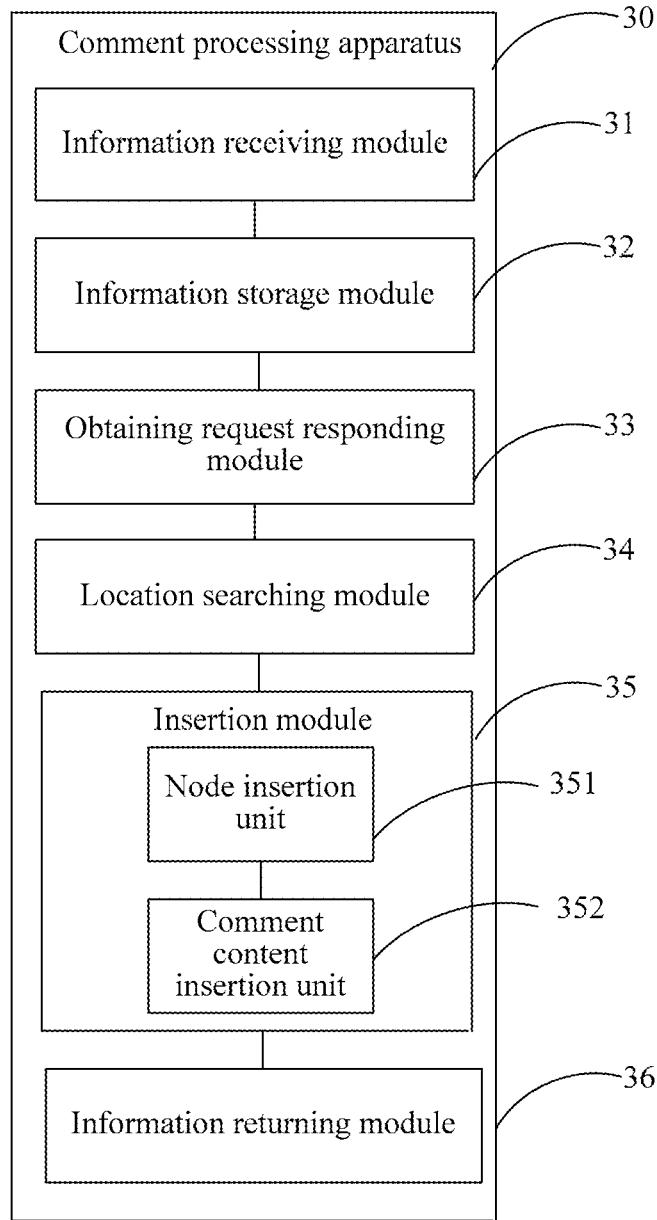 Comment processing apparatus
30
Information receiving module
31
Information storage module
32
Obtaining request responding
module
33
Location searching module
34
Insertion module
35
Node insertion
unit
351
Comment
content
insertion unit
352
Information returning module
36